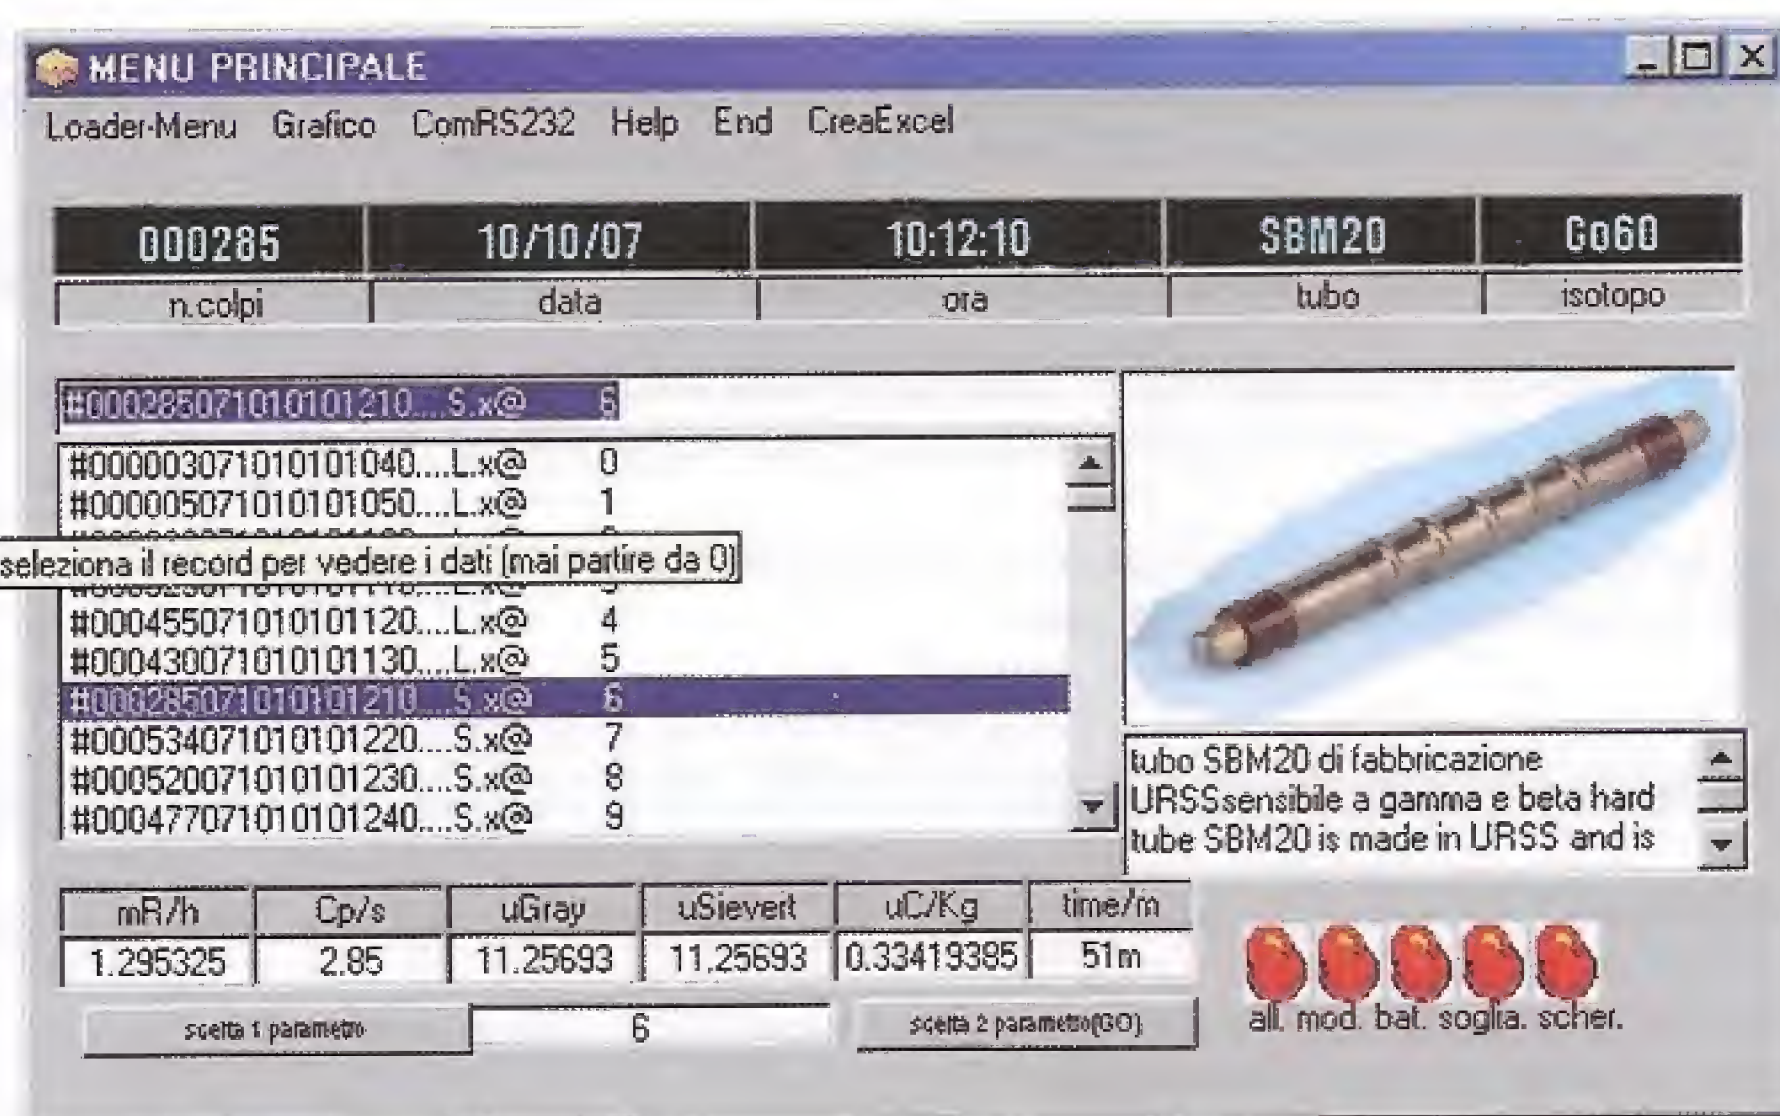 MENU PRINCIPALE
Loader-Menu Grafico ComRS232 Help End CreaExcel
000285 10/10/07 10:12:10 SBM20 Co60
n.colpi data ora tubo isotopo
#000285071010101210....S.x@ 6
#000003071010101040....L.x@ 0
#000005071010101050....L.x@ 1
seleziona il record per vedere i dati (mai partire da 0)
#000455071010101120....L.x@ 4
#000430071010101130....L.x@ 5
#000285071010101210....S.x@ 6
#000534071010101220....S.x@ 7
#000520071010101230....S.x@ 8
#000477071010101240....S.x@ 9
tubo SBM20 di fabbricazione
URSSsensibile a gamma e beta hard
tube SBM20 is made in URSS and is
mR/h Cp/s uGray uSievert uC/Kg time/m
1.295325 2.85 11.25693 11.25693 0.33419385 51m
scelta 1 parametro 6 scelta 2 parametro(GO)
all. mod. bat. soglia. scher.